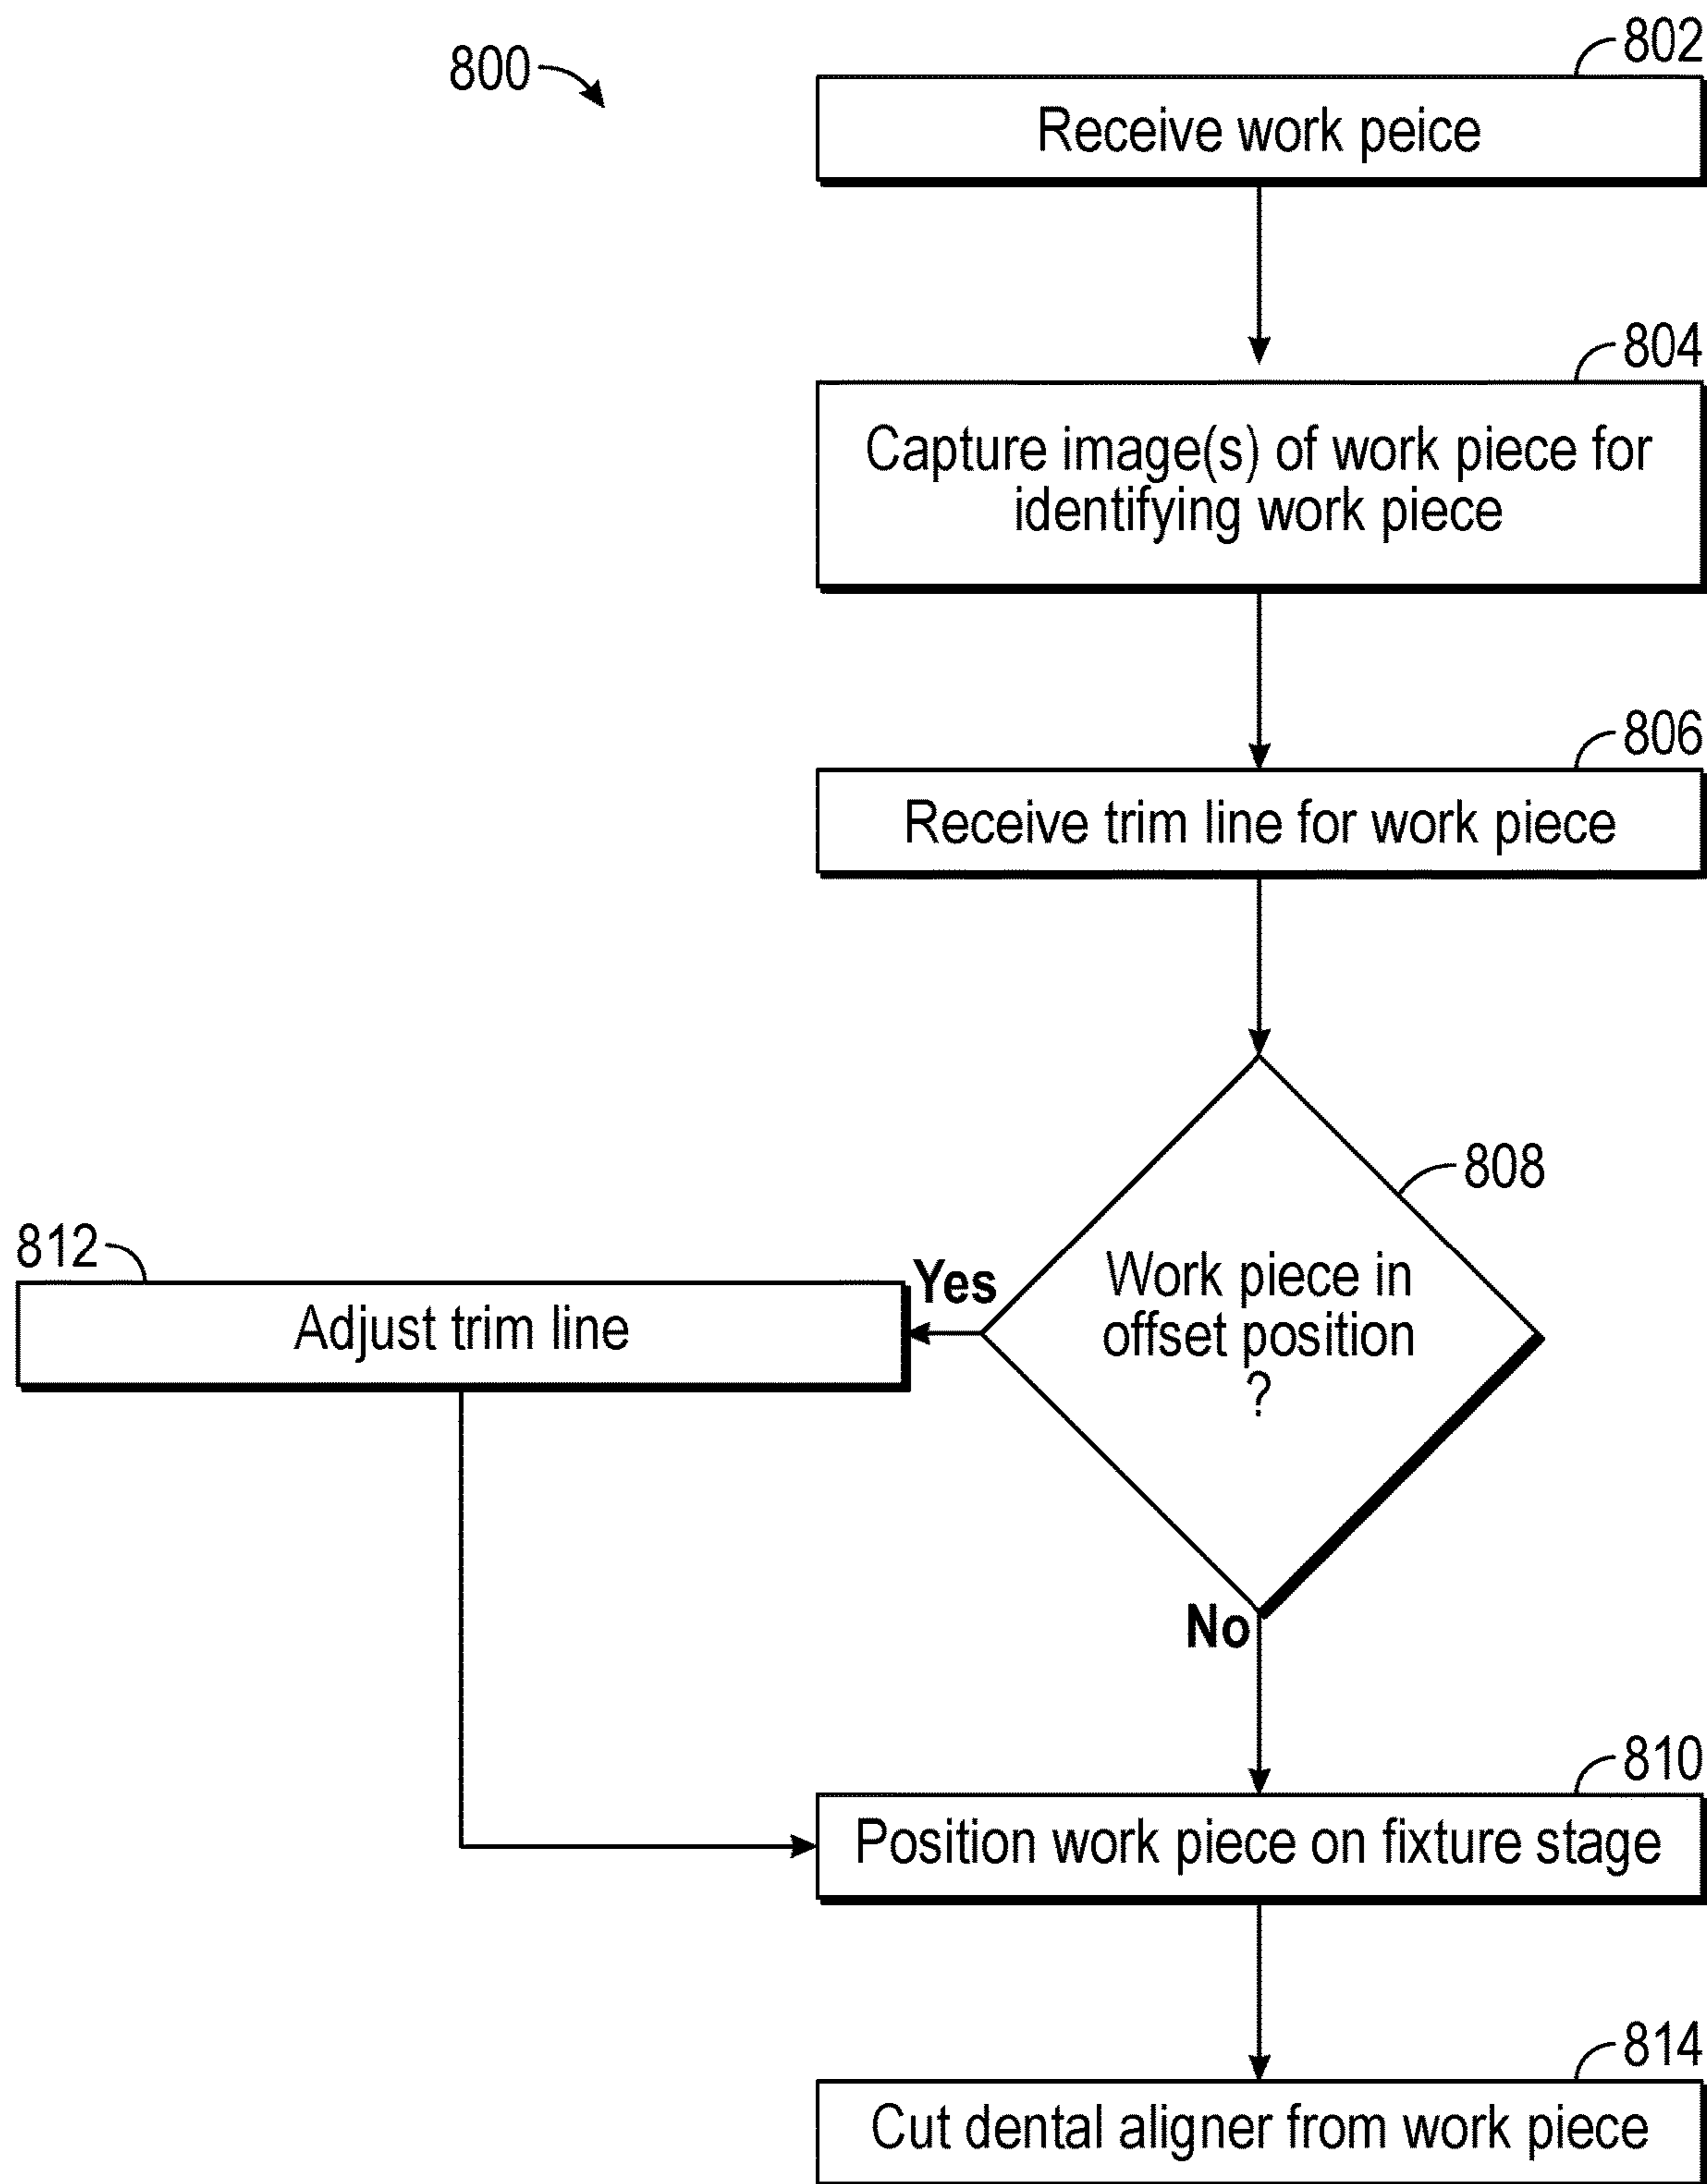 800
802
Receive work peice
804
Capture image(s) of work piece for
identifying work piece
806
Receive trim line for work piece
808
Work piece in
offset position
?
Yes
812
Adjust trim line
No
810
Position work piece on fixture stage
814
Cut dental aligner from work piece